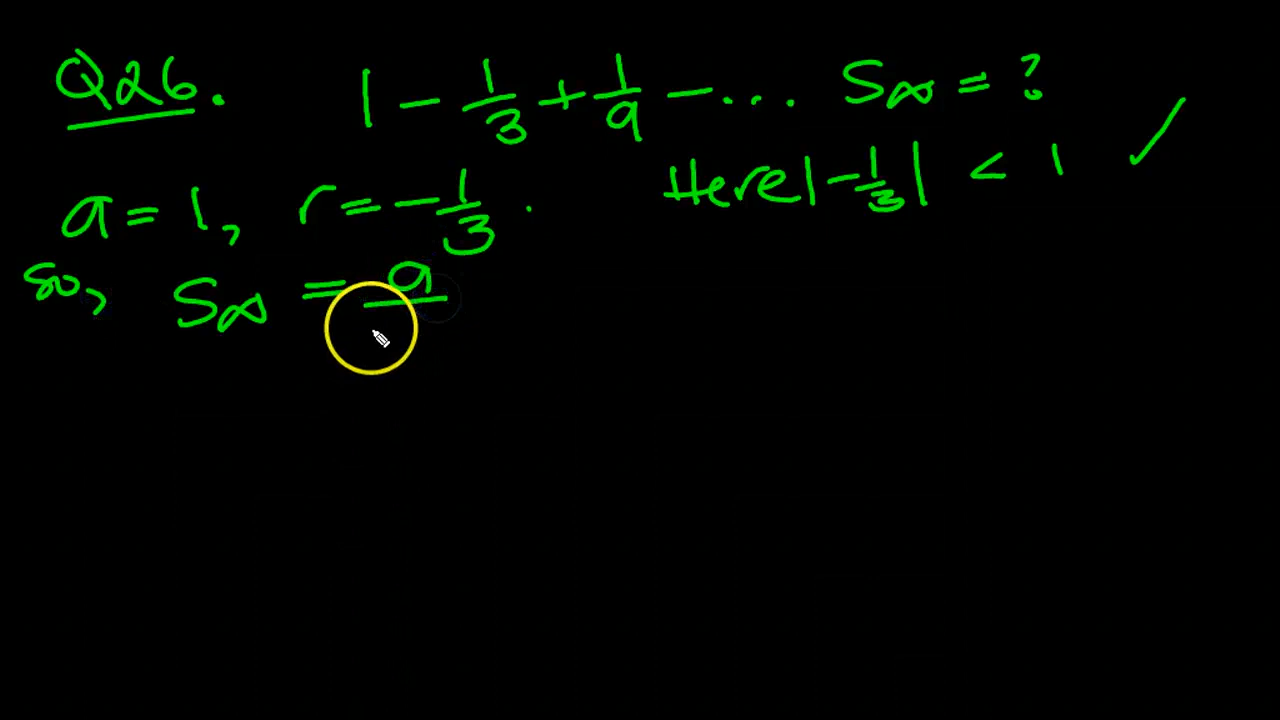 Q26. 1 - 1/3 + 1/9 - ... S∞ = ?
a = 1, r = -1/3. Here |-1/3| < 1 ✓
so, S∞ = a